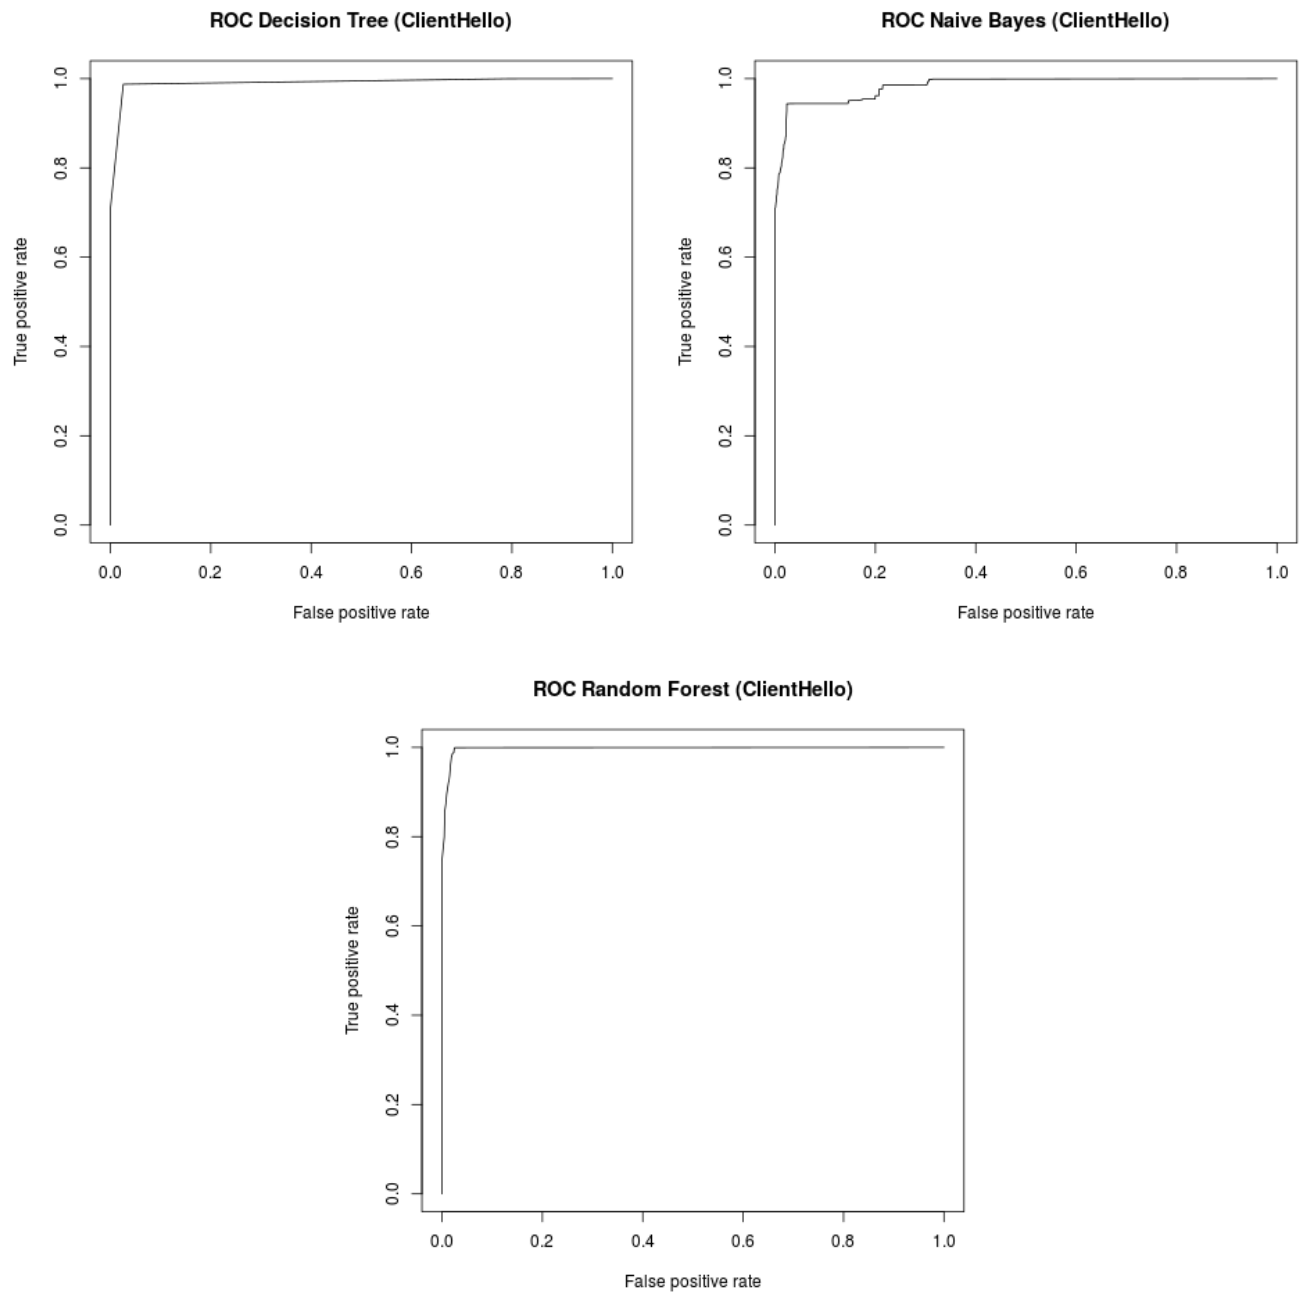 ROC Decision Tree (ClientHello)
1.0
0.8
0.6
0.4
0.2
0.0
True positive rate
0.0 0.2 0.4 0.6 0.8 1.0
False positive rate
ROC Naive Bayes (ClientHello)
1.0
0.8
0.6
0.4
0.2
0.0
True positive rate
0.0 0.2 0.4 0.6 0.8 1.0
False positive rate
ROC Random Forest (ClientHello)
1.0
0.8
0.6
0.4
0.2
0.0
True positive rate
0.0 0.2 0.4 0.6 0.8 1.0
False positive rate